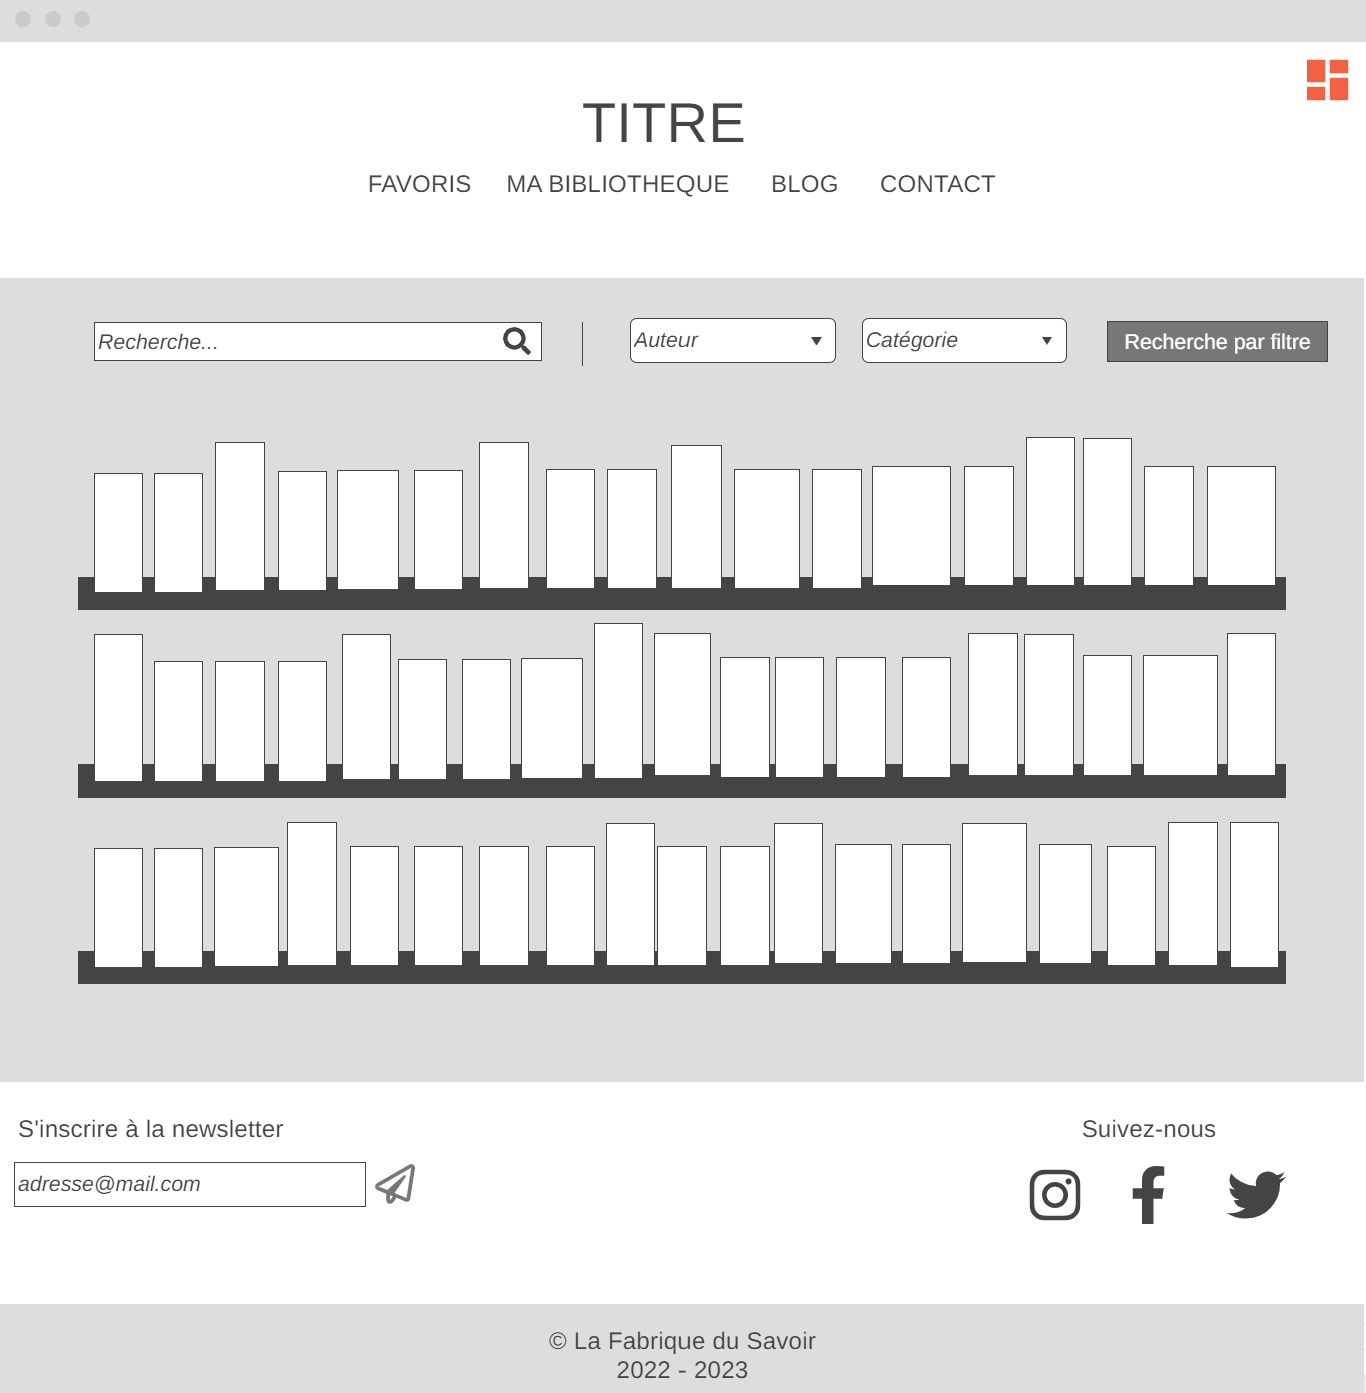 TITRE
FAVORIS MA BIBLIOTHEQUE BLOG CONTACT
Recherche... Auteur Catégorie Recherche par filtre
S'inscrire à la newsletter Suivez-nous
adresse@mail.com
© La Fabrique du Savoir
2022 - 2023